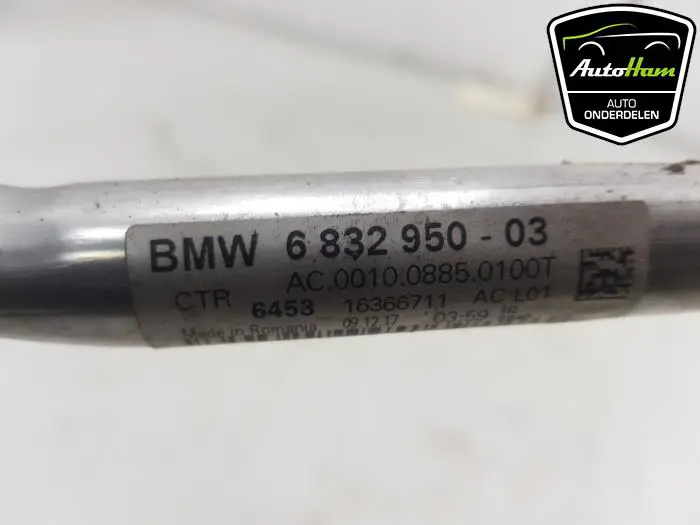 AutoHam
AUTO
ONDERDELEN
BMW 6 832 950 - 03
AC.0010.0885.0100T
CTR 6453 16366711 AC L01
Made in Romania 09.12.17 03:59